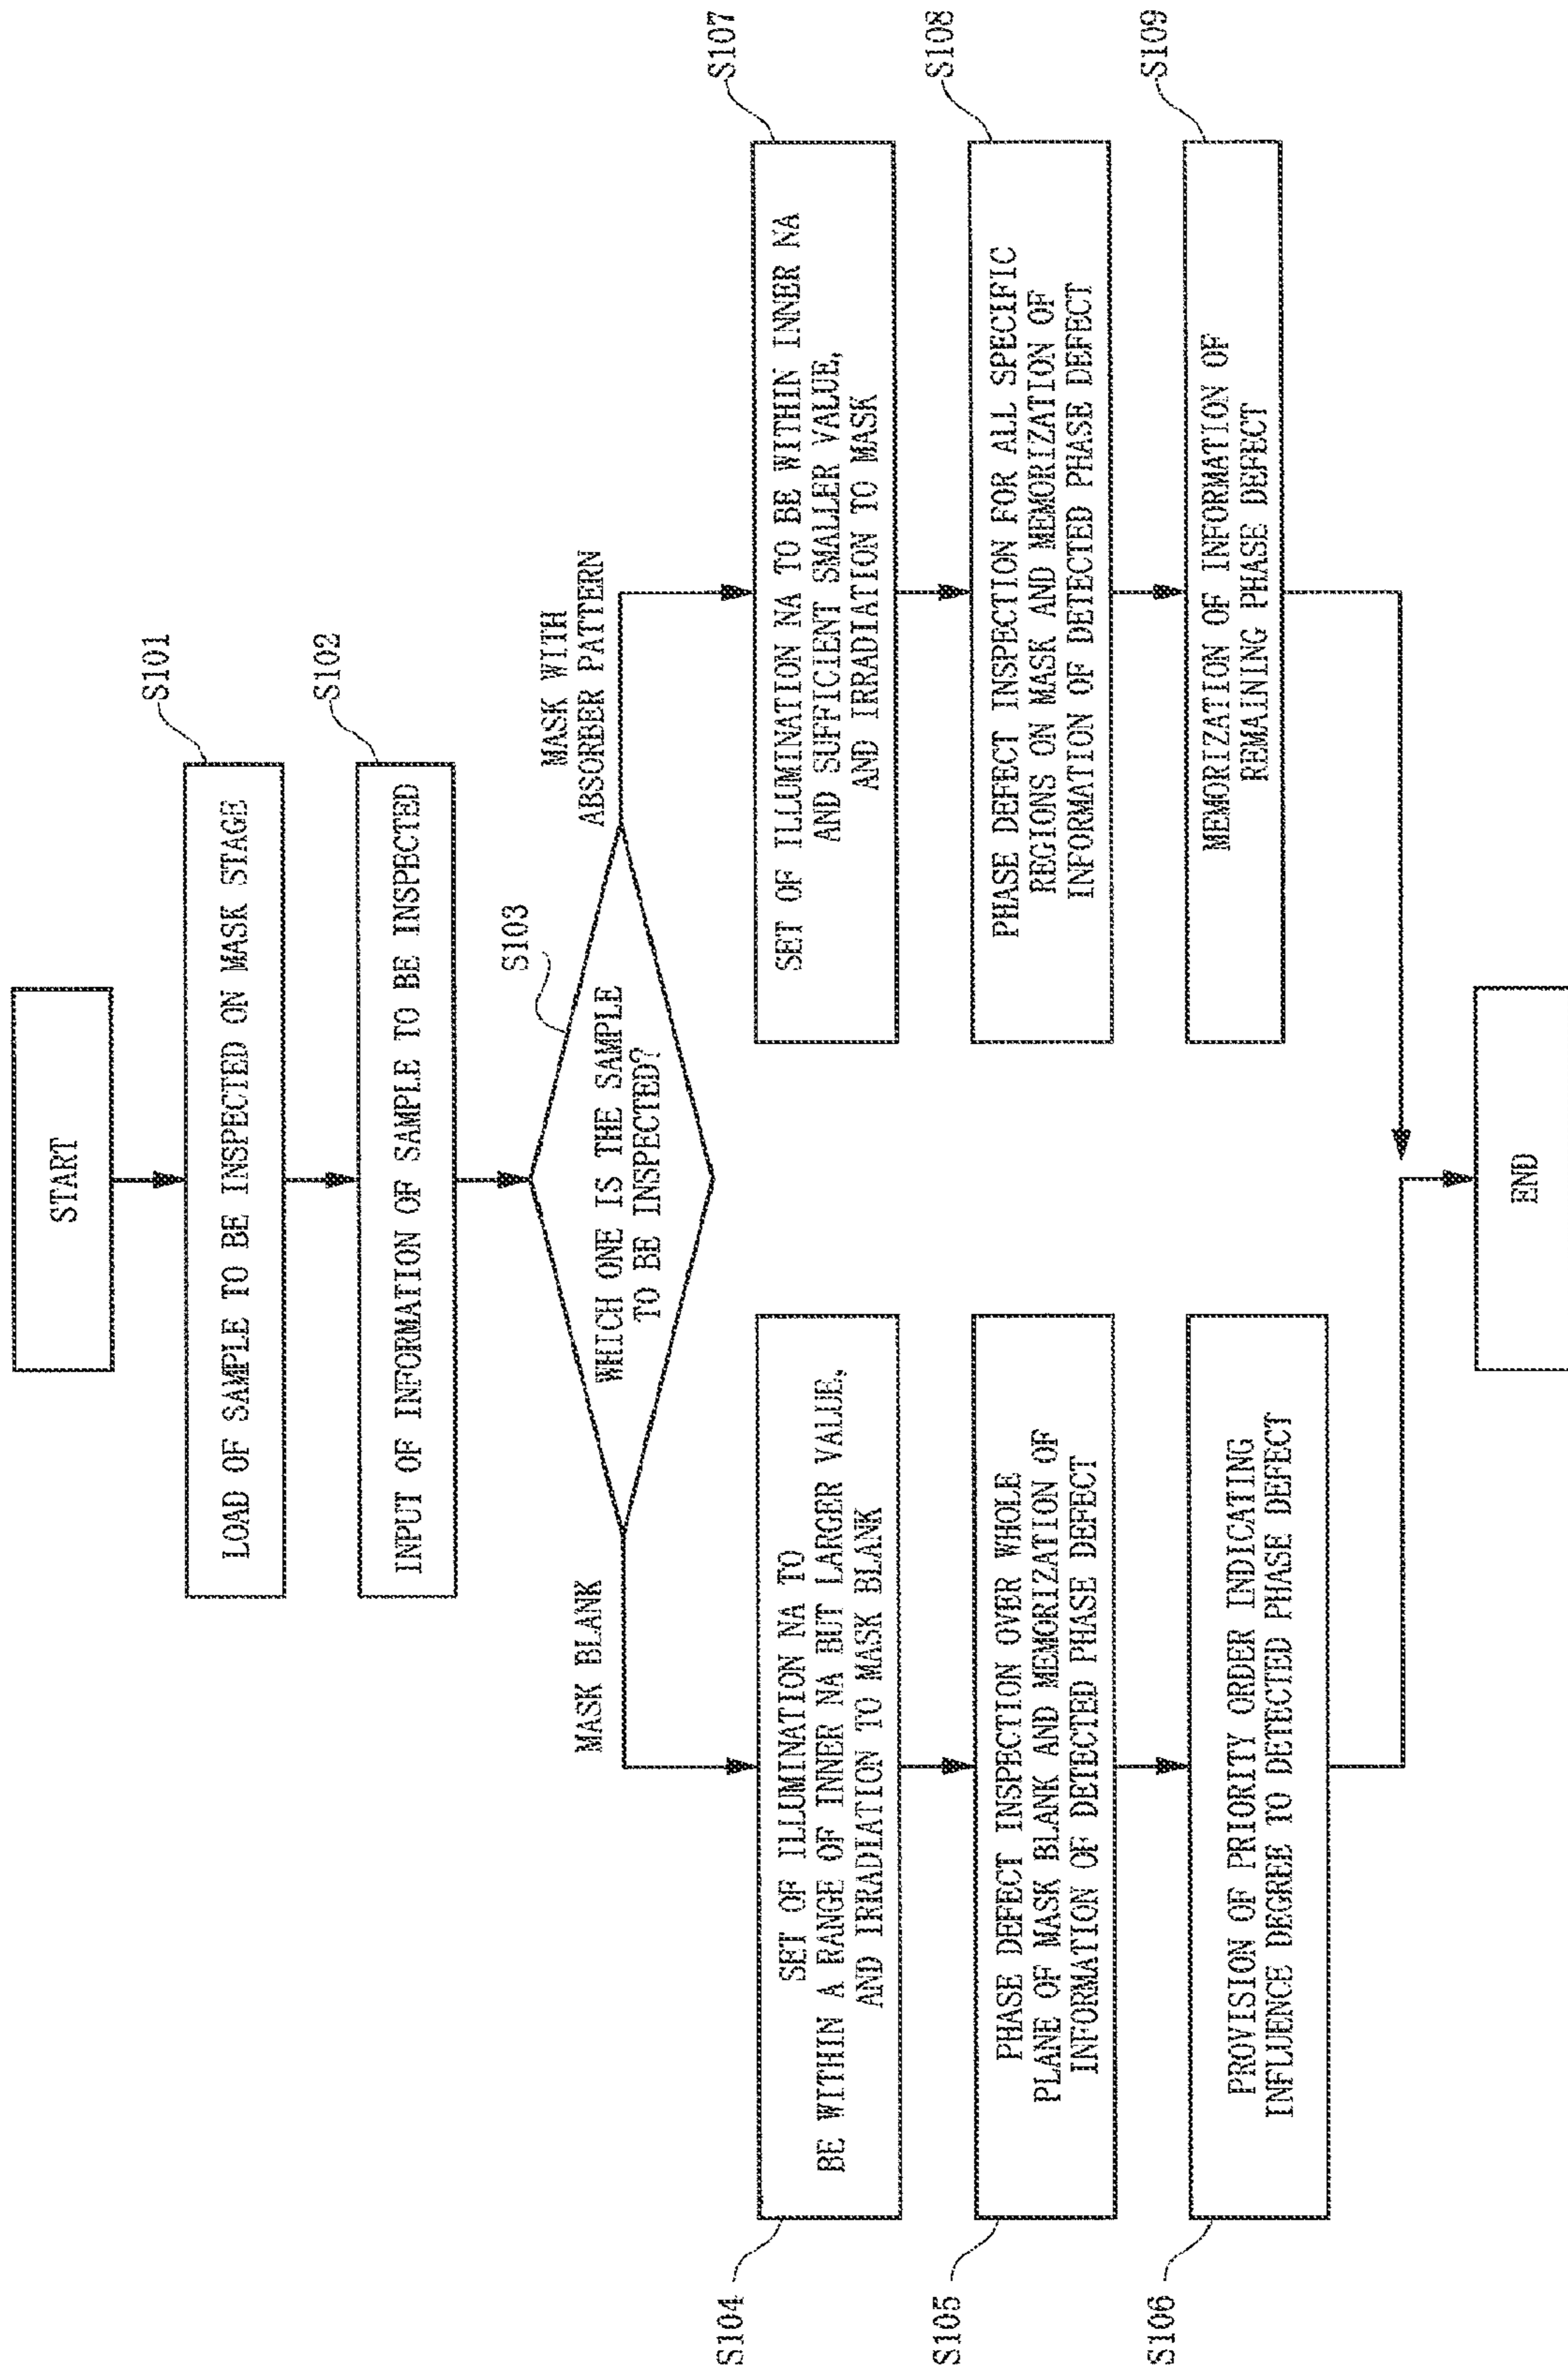 START
S101
LOAD OF SAMPLE TO BE INSPECTED ON MASK STAGE
S102
INPUT OF INFORMATION OF SAMPLE TO BE INSPECTED
S103
WHICH ONE IS THE SAMPLE
TO BE INSPECTED?
MASK BLANK
MASK WITH
ABSORBER PATTERN
S104
SET OF ILLUMINATION NA TO
BE WITHIN A RANGE OF INNER NA BUT LARGER VALUE,
AND IRRADIATION TO MASK BLANK
S105
PHASE DEFECT INSPECTION OVER WHOLE
PLANE OF MASK BLANK AND MEMORIZATION OF
INFORMATION OF DETECTED PHASE DEFECT
S106
PROVISION OF PRIORITY ORDER INDICATING
INFLUENCE DEGREE TO DETECTED PHASE DEFECT
S107
SET OF ILLUMINATION NA TO BE WITHIN INNER NA
AND SUFFICIENT SMALLER VALUE,
AND IRRADIATION TO MASK
S108
PHASE DEFECT INSPECTION FOR ALL SPECIFIC
REGIONS ON MASK AND MEMORIZATION OF
INFORMATION OF DETECTED PHASE DEFECT
S109
MEMORIZATION OF INFORMATION OF
REMAINING PHASE DEFECT
END